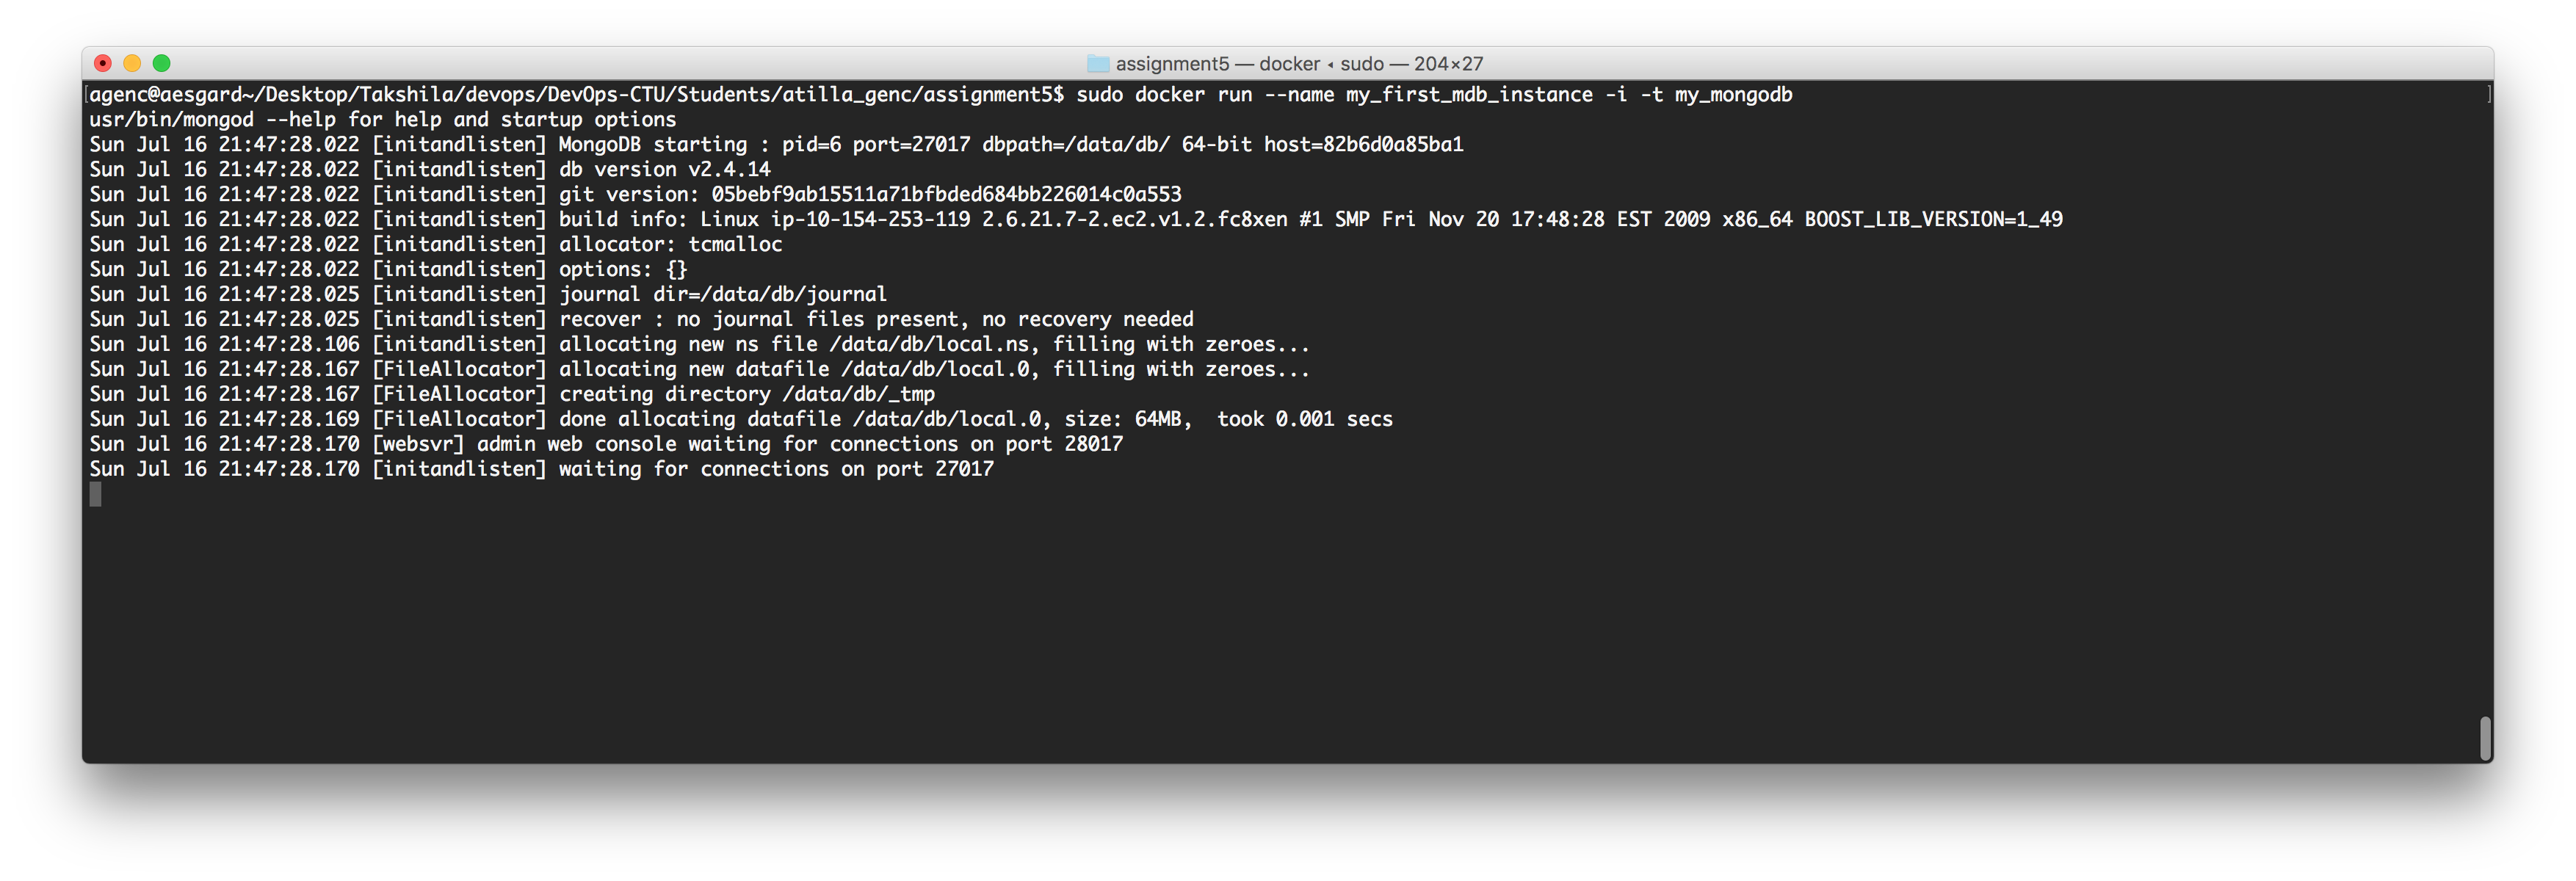 assignment5 — docker ◂ sudo — 204×27
[agenc@aesgard~/Desktop/Takshila/devops/DevOps-CTU/Students/atilla_genc/assignment5$ sudo docker run --name my_first_mdb_instance -i -t my_mongodb ]
usr/bin/mongod --help for help and startup options
Sun Jul 16 21:47:28.022 [initandlisten] MongoDB starting : pid=6 port=27017 dbpath=/data/db/ 64-bit host=82b6d0a85ba1
Sun Jul 16 21:47:28.022 [initandlisten] db version v2.4.14
Sun Jul 16 21:47:28.022 [initandlisten] git version: 05bebf9ab15511a71bfbded684bb226014c0a553
Sun Jul 16 21:47:28.022 [initandlisten] build info: Linux ip-10-154-253-119 2.6.21.7-2.ec2.v1.2.fc8xen #1 SMP Fri Nov 20 17:48:28 EST 2009 x86_64 BOOST_LIB_VERSION=1_49
Sun Jul 16 21:47:28.022 [initandlisten] allocator: tcmalloc
Sun Jul 16 21:47:28.022 [initandlisten] options: {}
Sun Jul 16 21:47:28.025 [initandlisten] journal dir=/data/db/journal
Sun Jul 16 21:47:28.025 [initandlisten] recover : no journal files present, no recovery needed
Sun Jul 16 21:47:28.106 [initandlisten] allocating new ns file /data/db/local.ns, filling with zeroes...
Sun Jul 16 21:47:28.167 [FileAllocator] allocating new datafile /data/db/local.0, filling with zeroes...
Sun Jul 16 21:47:28.167 [FileAllocator] creating directory /data/db/_tmp
Sun Jul 16 21:47:28.169 [FileAllocator] done allocating datafile /data/db/local.0, size: 64MB,  took 0.001 secs
Sun Jul 16 21:47:28.170 [websvr] admin web console waiting for connections on port 28017
Sun Jul 16 21:47:28.170 [initandlisten] waiting for connections on port 27017